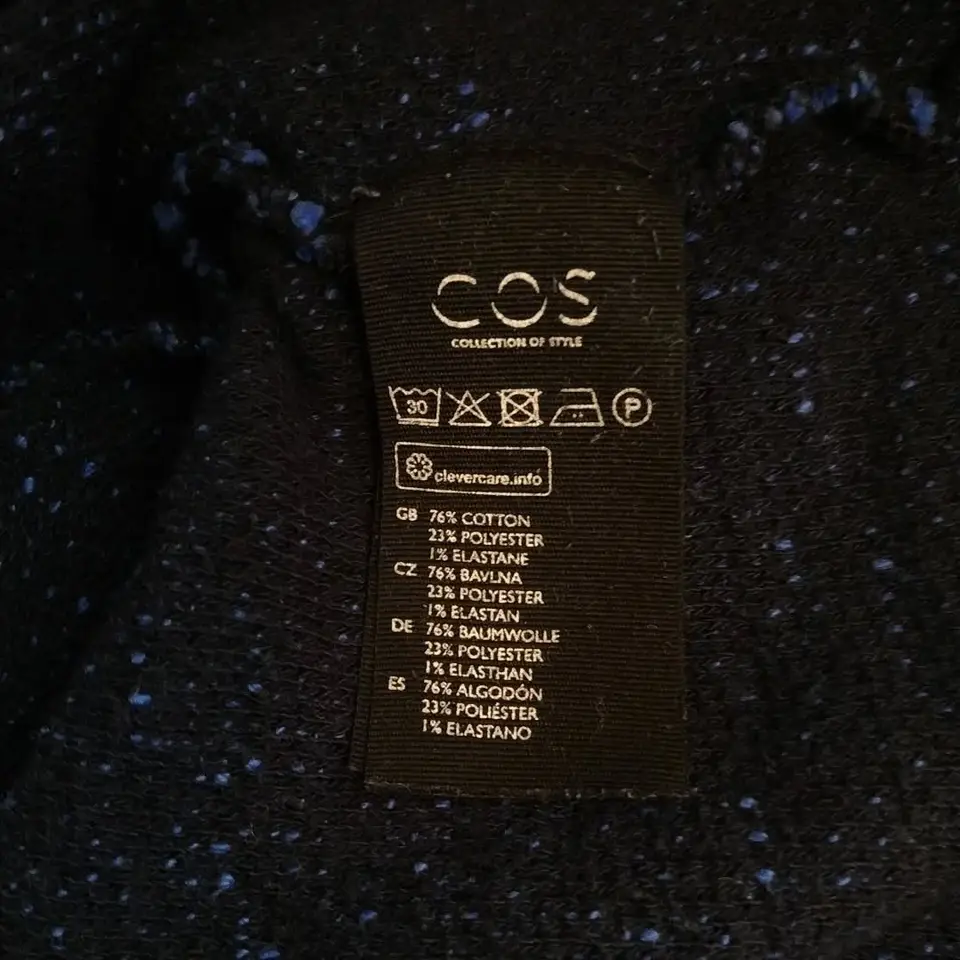 COS
COLLECTION OF STYLE
30 P
clevercare.info
GB 76% COTTON
23% POLYESTER
1% ELASTANE
CZ 76% BAVLNA
23% POLYESTER
1% ELASTAN
DE 76% BAUMWOLLE
23% POLYESTER
1% ELASTHAN
ES 76% ALGODÓN
23% POLIÉSTER
1% ELASTANO